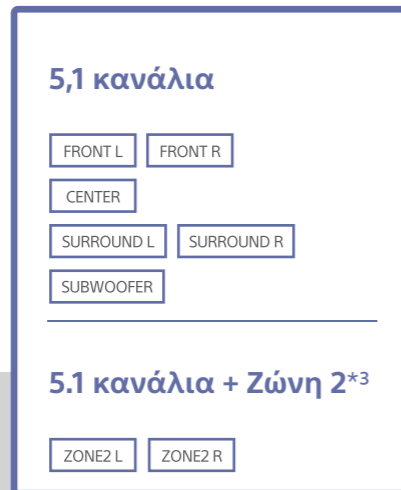 5,1 κανάλια
FRONT L FRONT R
CENTER
SURROUND L SURROUND R
SUBWOOFER
5.1 κανάλια + Ζώνη 2*3
ZONE2 L ZONE2 R